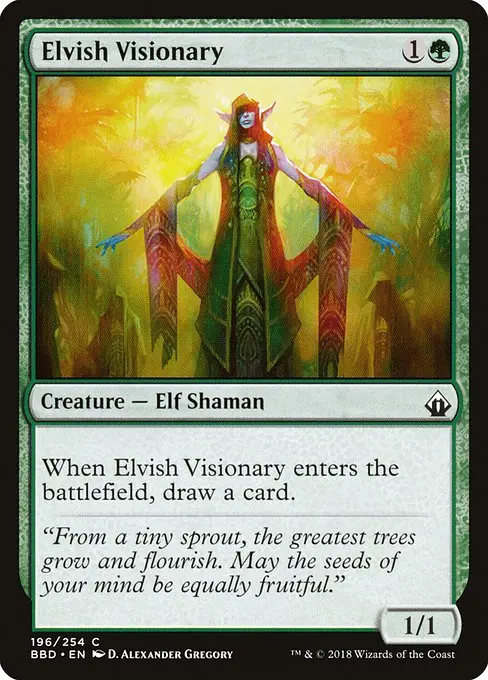 Elvish Visionary 1
Creature — Elf Shaman
When Elvish Visionary enters the
battlefield, draw a card.
“From a tiny sprout, the greatest trees
grow and flourish. May the seeds of
your mind be equally fruitful.”
1/1
196/254 C
BBD • EN D. Alexander Gregory ™ & © 2018 Wizards of the Coast